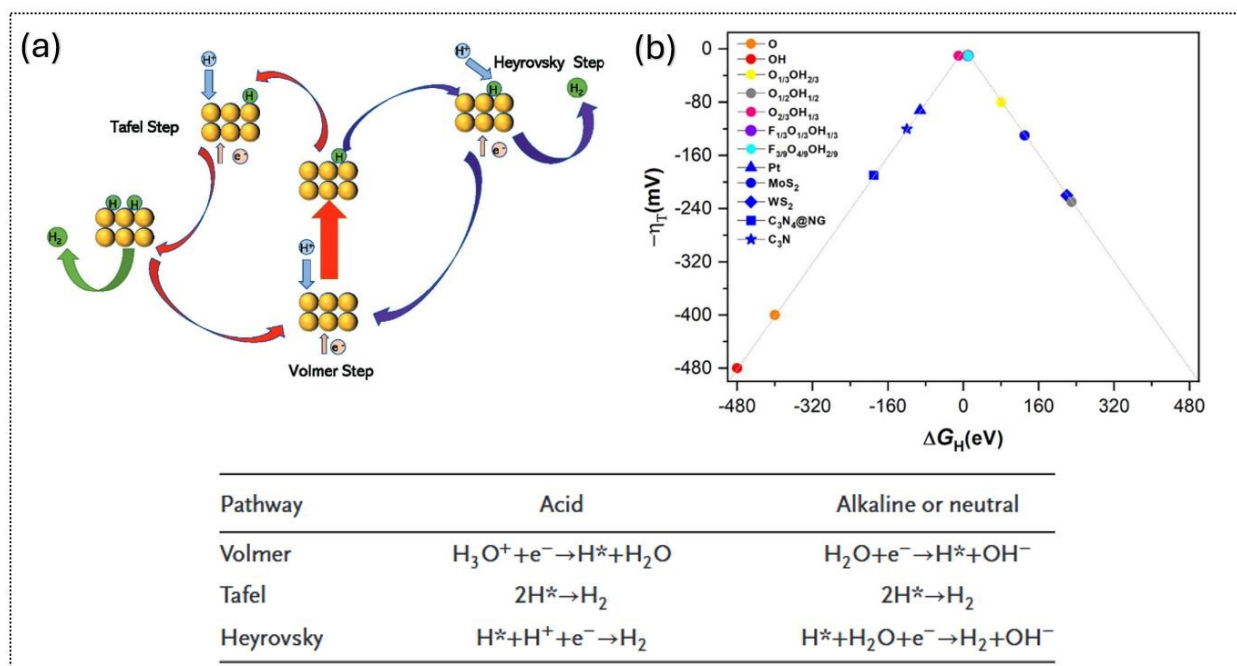 (a)
H⁺
H
Tafel Step
e⁻
H H
H₂
H
H⁺
e⁻
Volmer Step
H⁺
Heyrovsky Step
H
H₂
e⁻
(b)
O
OH
O₁/₃OH₂/₃
O₁/₂OH₁/₂
O₂/₃OH₁/₃
F₁/₃O₁/₃OH₁/₃
F₃/₉O₄/₉OH₂/₉
Pt
MoS₂
WS₂
C₃N₄@NG
C₃N
−η_T(mV)
0
-80
-160
-240
-320
-400
-480
-480 -320 -160 0 160 320 480
ΔG_H(eV)
Pathway Acid Alkaline or neutral
Volmer H₃O⁺+e⁻→H*+H₂O H₂O+e⁻→H*+OH⁻
Tafel 2H*→H₂ 2H*→H₂
Heyrovsky H*+H⁺+e⁻→H₂ H*+H₂O+e⁻→H₂+OH⁻